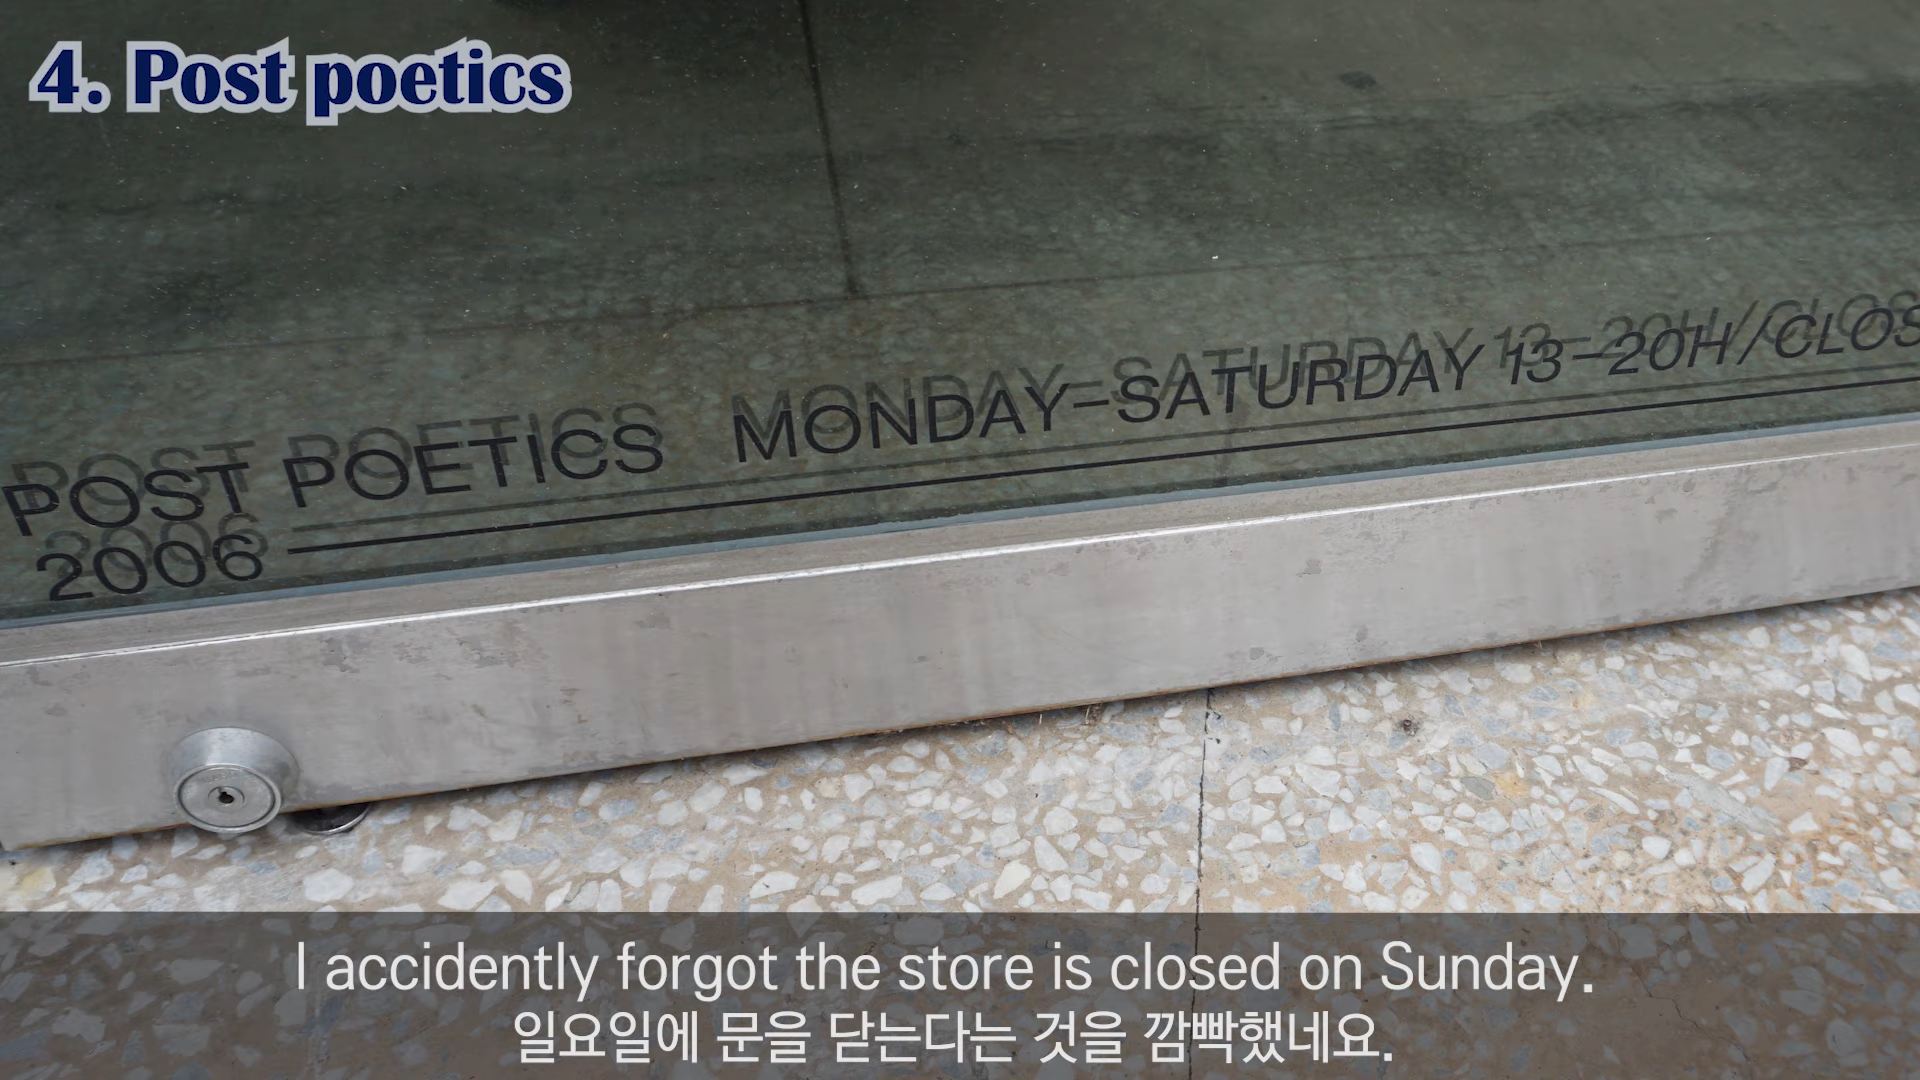 4. Post poetics
POST POETICS MONDAY–SATURDAY 13–20H/CLOS
2006
I accidently forgot the store is closed on Sunday.
일요일에 문을 닫는다는 것을 깜빡했네요.